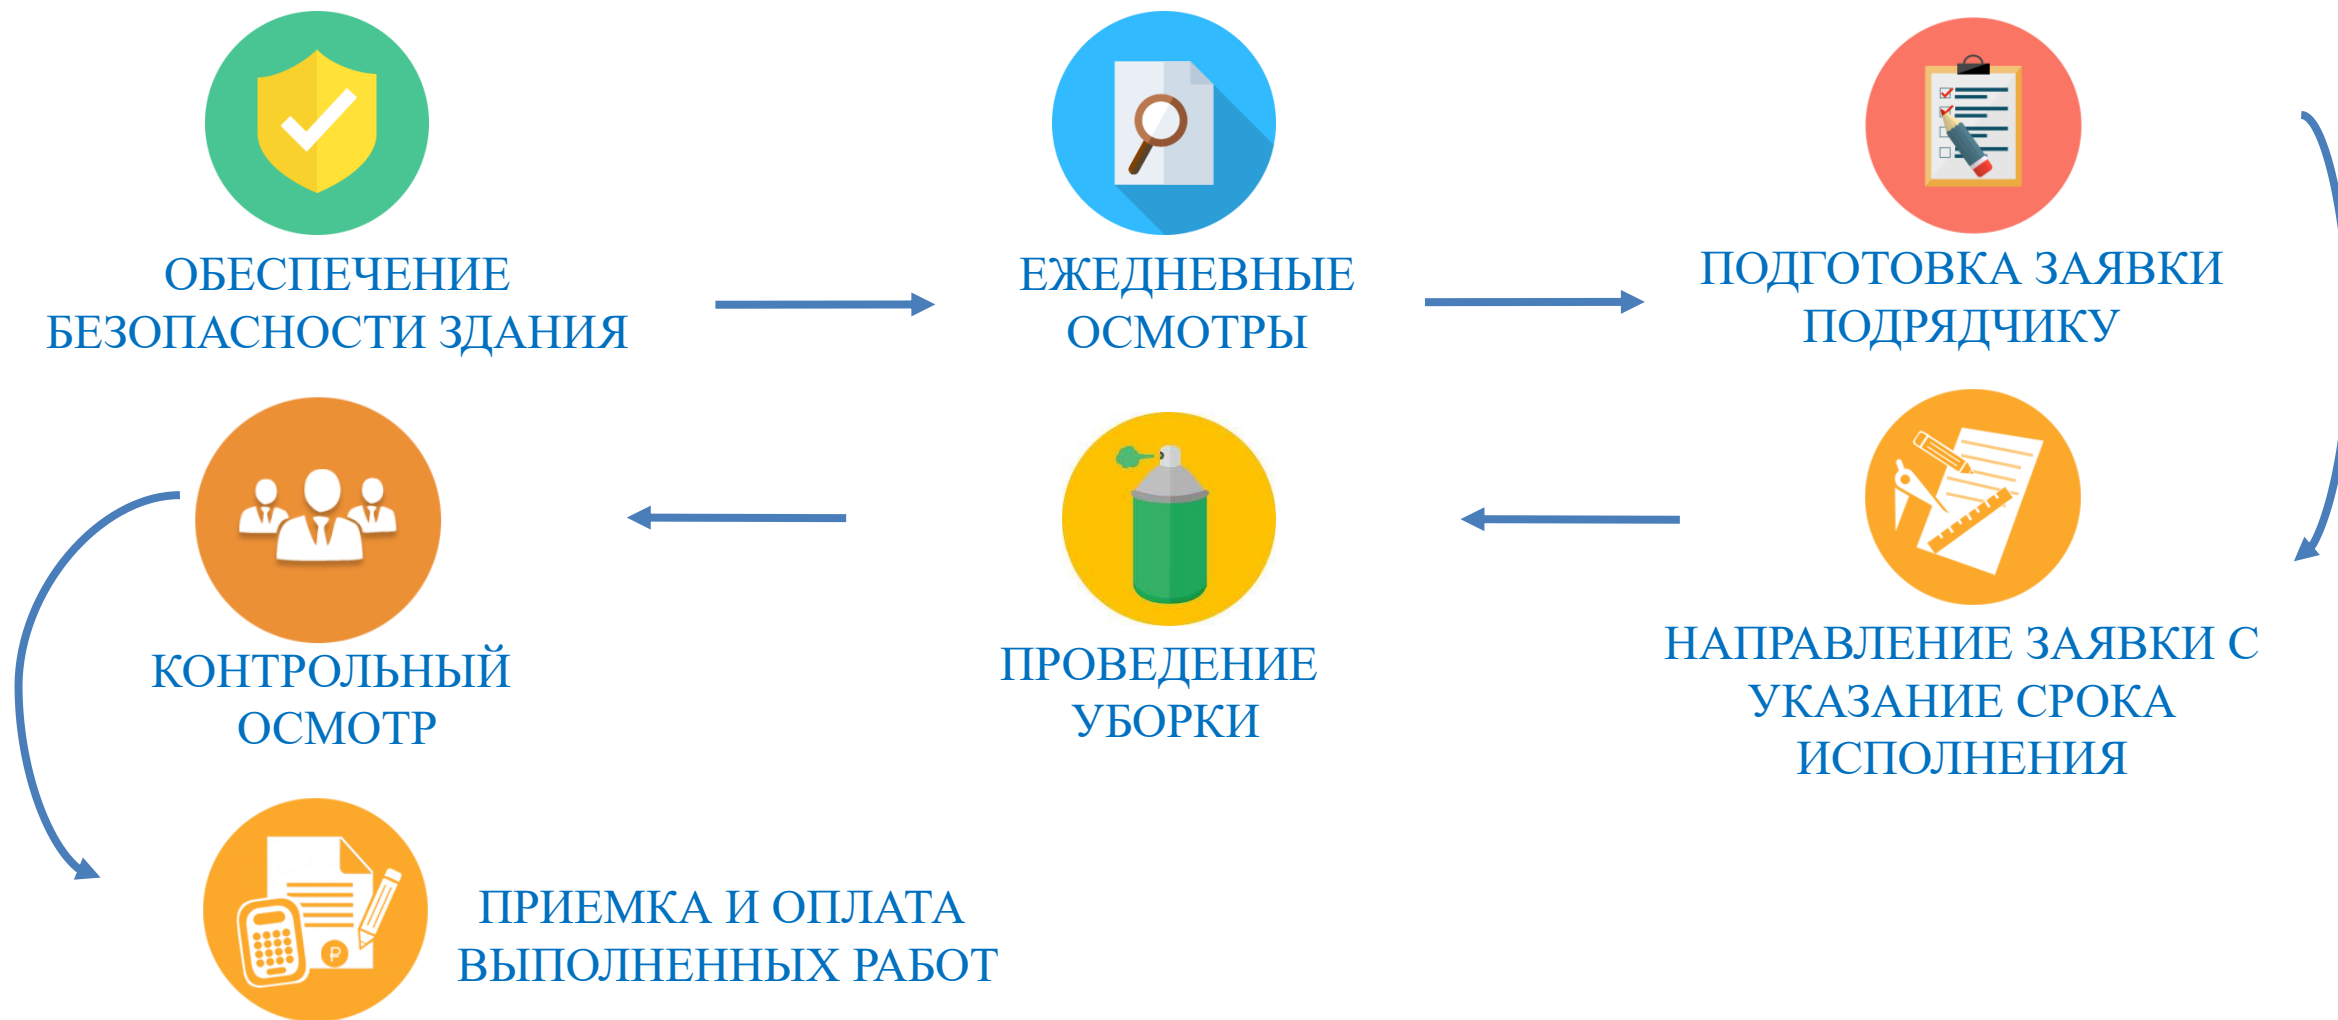 ОБЕСПЕЧЕНИЕ
БЕЗОПАСНОСТИ ЗДАНИЯ
ЕЖЕДНЕВНЫЕ
ОСМОТРЫ
ПОДГОТОВКА ЗАЯВКИ
ПОДРЯДЧИКУ
НАПРАВЛЕНИЕ ЗАЯВКИ С
УКАЗАНИЕ СРОКА
ИСПОЛНЕНИЯ
ПРОВЕДЕНИЕ
УБОРКИ
КОНТРОЛЬНЫЙ
ОСМОТР
ПРИЕМКА И ОПЛАТА
ВЫПОЛНЕННЫХ РАБОТ